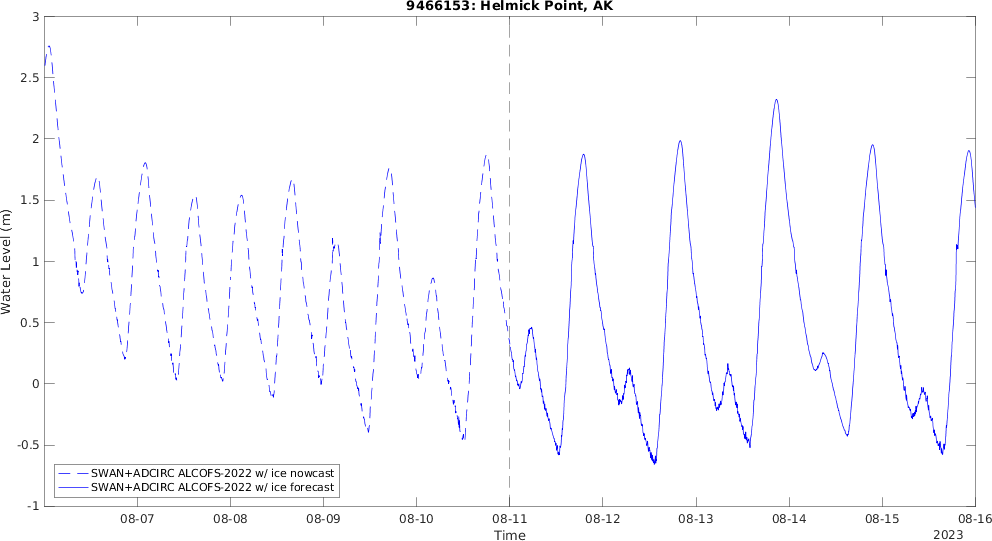 9466153: Helmick Point, AK
3
2.5
2
1.5
1
0.5
0
-0.5
-1
Water Level (m)
SWAN+ADCIRC ALCOFS-2022 w/ ice nowcast
SWAN+ADCIRC ALCOFS-2022 w/ ice forecast
08-07 08-08 08-09 08-10 08-11 08-12 08-13 08-14 08-15 08-16
Time
2023